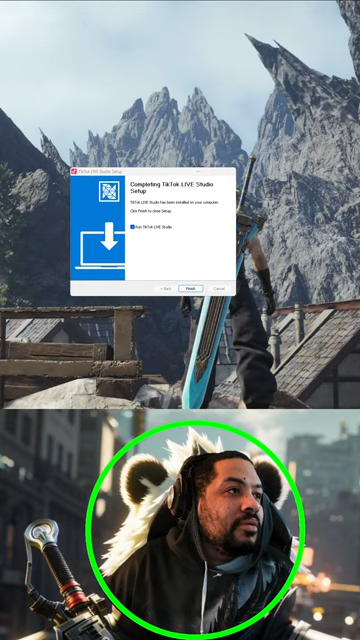 TikTok LIVE Studio Setup
Completing TikTok LIVE Studio
Setup
TikTok LIVE Studio has been installed on your computer.
Click Finish to close Setup.
Run TikTok LIVE Studio
< Back
Finish
Cancel